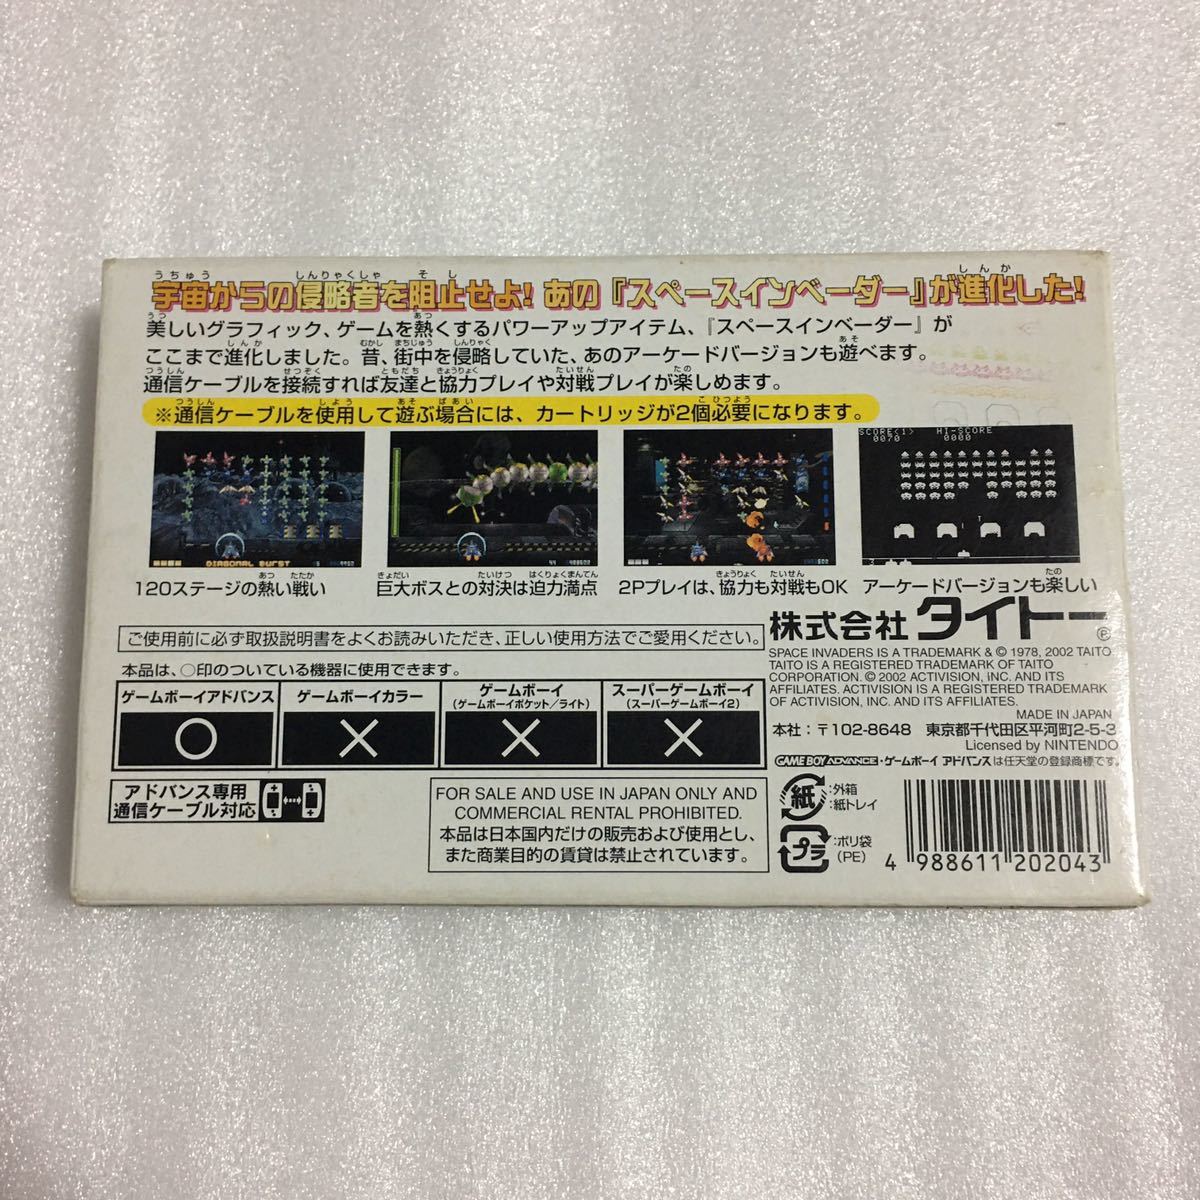 宇宙からの侵略者を阻止せよ! あの『スペースインベーダー』が進化した!
美しいグラフィック、ゲームを熱くするパワーアップアイテム、『スペースインベーダー』が
ここまで進化しました。昔、街中を侵略していた、あのアーケードバージョンも遊べます。
通信ケーブルを接続すれば友達と協力プレイや対戦プレイが楽しめます。
※通信ケーブルを使用して遊ぶ場合には、カートリッジが2個必要になります。
SCORE<1> HI-SCORE
0070 0000
DIAGONAL BURST
120ステージの熱い戦い
巨大ボスとの対決は迫力満点
2Pプレイは、協力も対戦もOK
アーケードバージョンも楽しい
ご使用前に必ず取扱説明書をよくお読みいただき、正しい使用方法でご愛用ください。
本品は、○印のついている機器に使用できます。
ゲームボーイアドバンス
ゲームボーイカラー
ゲームボーイ
(ゲームボーイポケット/ライト)
スーパーゲームボーイ
(スーパーゲームボーイ2)
○ × × ×
アドバンス専用
通信ケーブル対応
FOR SALE AND USE IN JAPAN ONLY AND
COMMERCIAL RENTAL PROHIBITED.
本品は日本国内だけの販売および使用とし、
また商業目的の賃貸は禁止されています。
株式会社 タイトー Ⓟ
SPACE INVADERS IS A TRADEMARK & © 1978, 2002 TAITO
TAITO IS A REGISTERED TRADEMARK OF TAITO
CORPORATION. © 2002 ACTIVISION, INC. AND ITS
AFFILIATES. ACTIVISION IS A REGISTERED TRADEMARK
OF ACTIVISION, INC. AND ITS AFFILIATES.
MADE IN JAPAN
本社:〒102-8648 東京都千代田区平河町2-5-3
Licensed by NINTENDO
GAME BOY ADVANCE・ゲームボーイ アドバンスは任天堂の登録商標です。
紙 :外箱
:紙トレイ
プラ :ポリ袋
(PE)
4 988611 202043